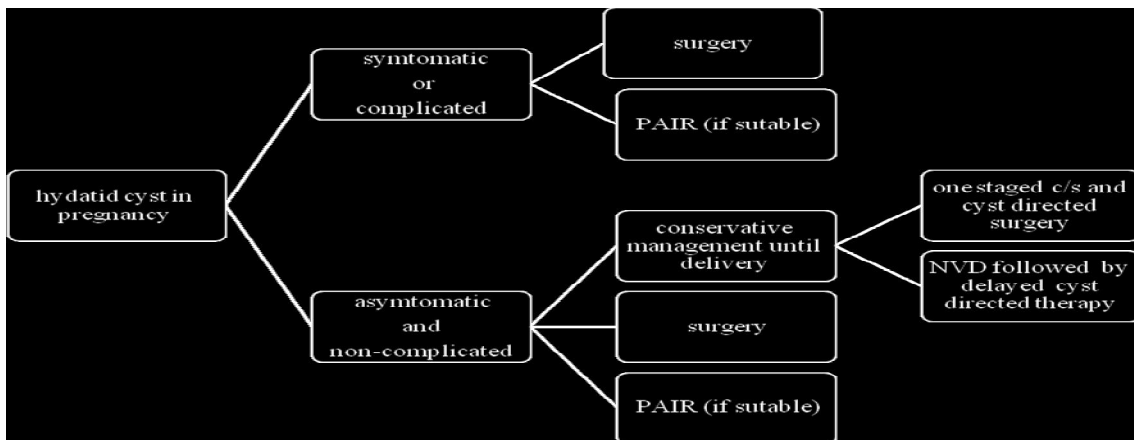 hydatid cyst in
pregnancy
symtomatic
or
complicated
surgery
PAIR (if sutable)
asymtomatic
and
non-complicated
conservative
management until
delivery
one staged c/s and
cyst directed
surgery
NVD followed by
delayed cyst
directed therapy
surgery
PAIR (if sutable)